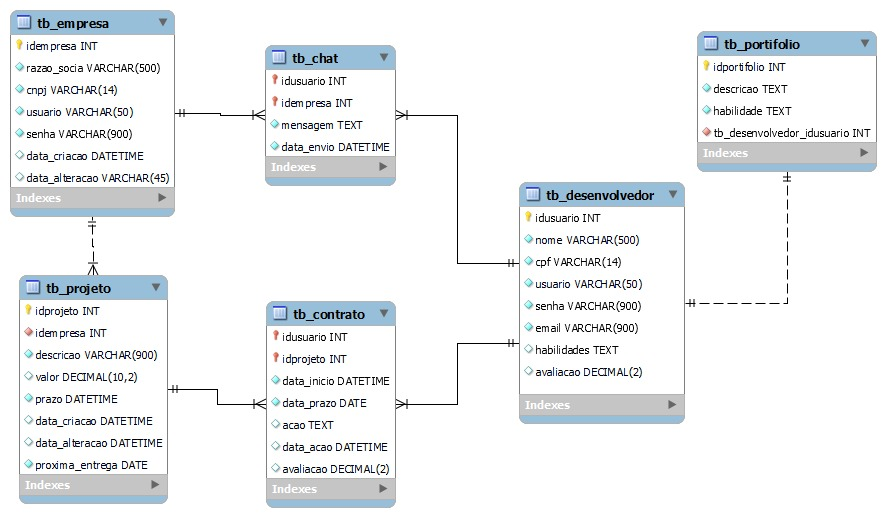 tb_empresa
idempresa INT
razao_socia VARCHAR(500)
cnpj VARCHAR(14)
usuario VARCHAR(50)
senha VARCHAR(900)
data_criacao DATETIME
data_alteracao VARCHAR(45)
Indexes
tb_chat
idusuario INT
idempresa INT
mensagem TEXT
data_envio DATETIME
Indexes
tb_portifolio
idportifolio INT
descricao TEXT
habilidade TEXT
tb_desenvolvedor_idusuario INT
Indexes
tb_desenvolvedor
idusuario INT
nome VARCHAR(500)
cpf VARCHAR(14)
usuario VARCHAR(50)
senha VARCHAR(900)
email VARCHAR(900)
habilidades TEXT
avaliacao DECIMAL(2)
Indexes
tb_projeto
idprojeto INT
idempresa INT
descricao VARCHAR(900)
valor DECIMAL(10,2)
prazo DATETIME
data_criacao DATETIME
data_alteracao DATETIME
proxima_entrega DATE
Indexes
tb_contrato
idusuario INT
idprojeto INT
data_inicio DATETIME
data_prazo DATE
acao TEXT
data_acao DATETIME
avaliacao DECIMAL(2)
Indexes